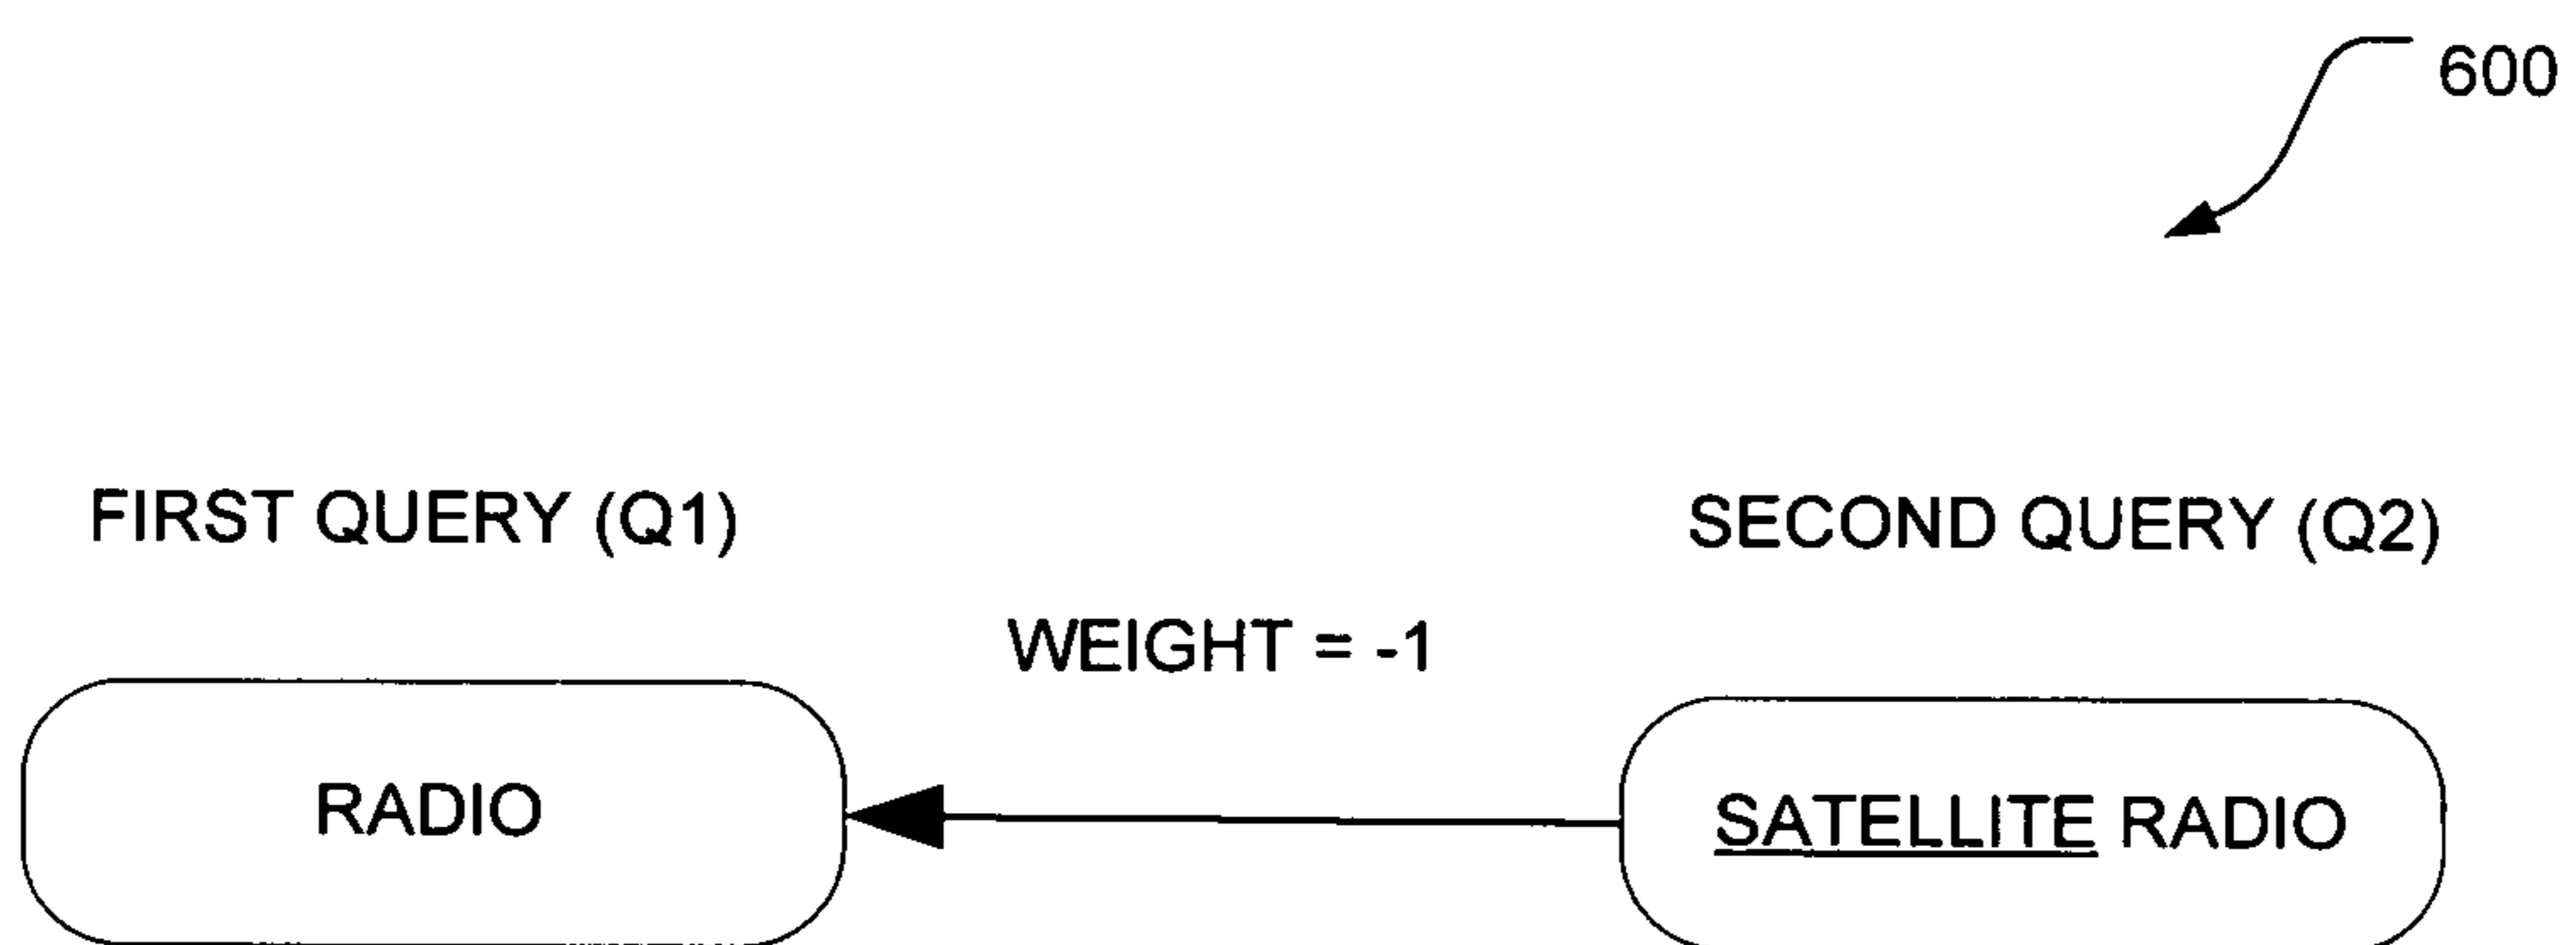 600
FIRST QUERY (Q1)
SECOND QUERY (Q2)
WEIGHT = -1
RADIO
SATELLITE RADIO